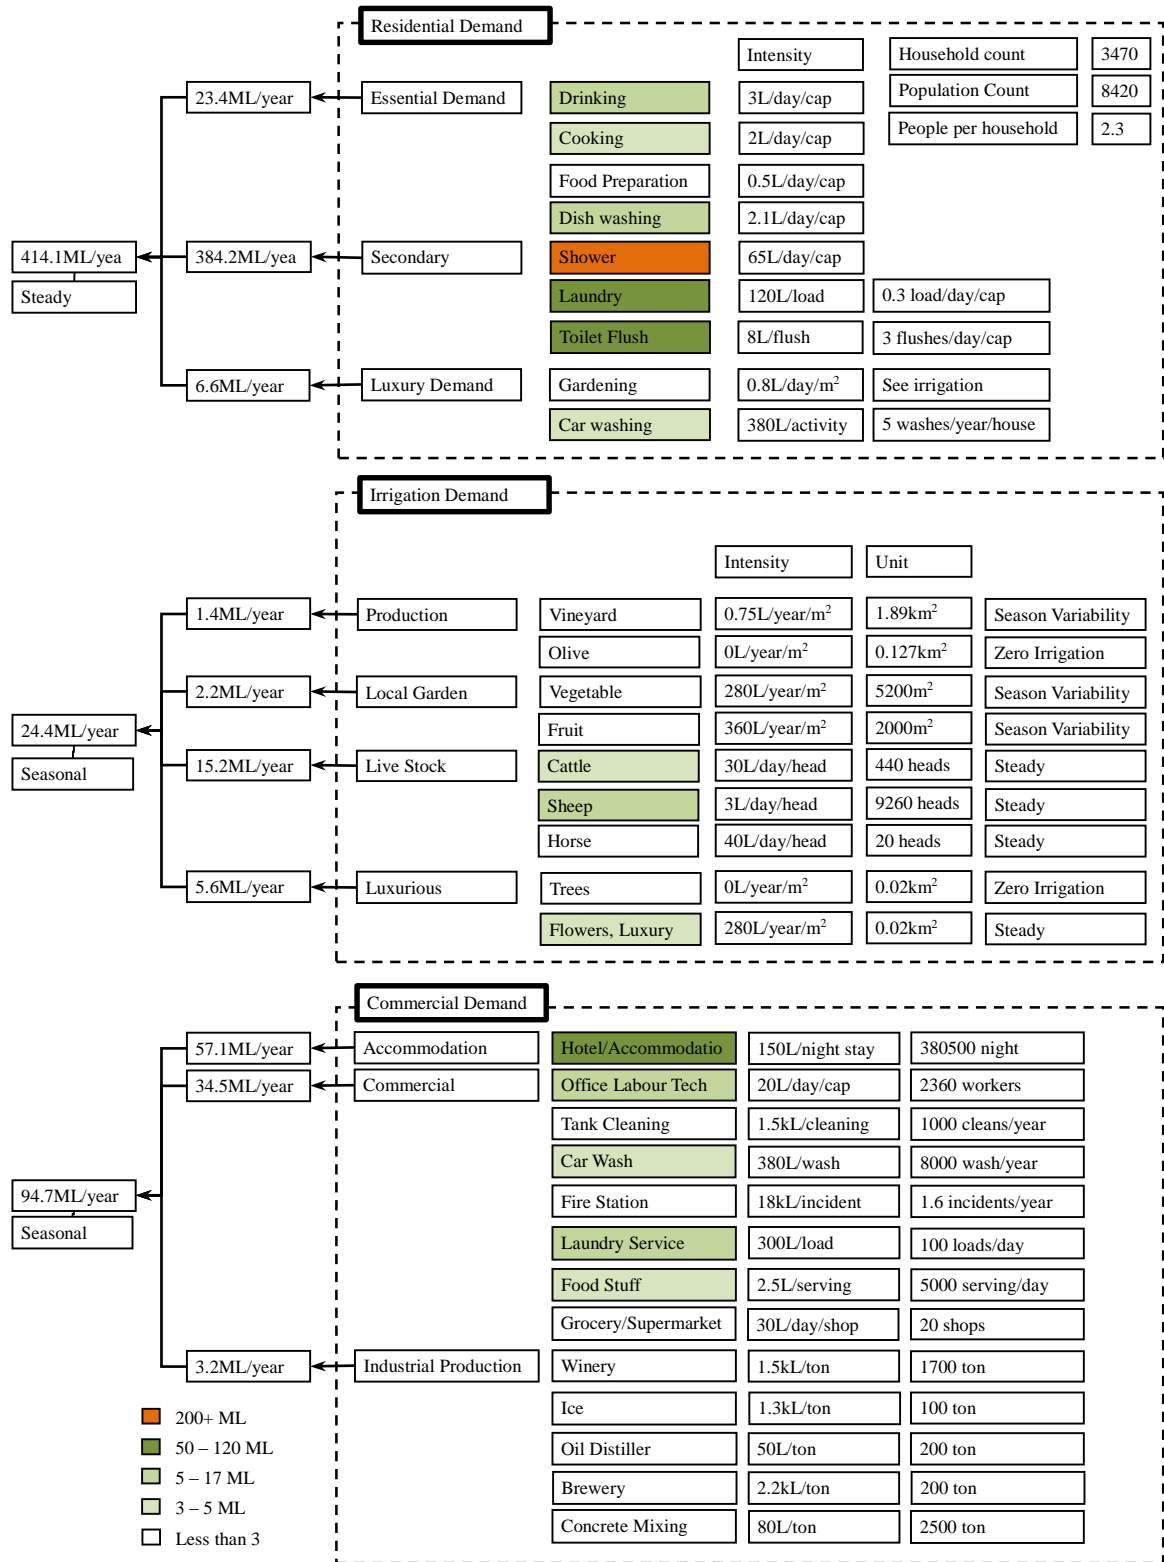 Residential Demand
Intensity
Household count 3470
23.4ML/year Essential Demand Drinking 3L/day/cap Population Count 8420
Cooking 2L/day/cap People per household 2.3
Food Preparation 0.5L/day/cap
Dish washing 2.1L/day/cap
414.1ML/yea 384.2ML/yea Secondary Shower 65L/day/cap
Steady Laundry 120L/load 0.3 load/day/cap
Toilet Flush 8L/flush 3 flushes/day/cap
6.6ML/year Luxury Demand Gardening 0.8L/day/m² See irrigation
Car washing 380L/activity 5 washes/year/house
Irrigation Demand
Intensity Unit
1.4ML/year Production Vineyard 0.75L/year/m² 1.89km² Season Variability
Olive 0L/year/m² 0.127km² Zero Irrigation
2.2ML/year Local Garden Vegetable 280L/year/m² 5200m² Season Variability
24.4ML/year Fruit 360L/year/m² 2000m² Season Variability
Seasonal 15.2ML/year Live Stock Cattle 30L/day/head 440 heads Steady
Sheep 3L/day/head 9260 heads Steady
Horse 40L/day/head 20 heads Steady
5.6ML/year Luxurious Trees 0L/year/m² 0.02km² Zero Irrigation
Flowers, Luxury 280L/year/m² 0.02km² Steady
Commercial Demand
57.1ML/year Accommodation Hotel/Accommodatio 150L/night stay 380500 night
34.5ML/year Commercial Office Labour Tech 20L/day/cap 2360 workers
Tank Cleaning 1.5kL/cleaning 1000 cleans/year
Car Wash 380L/wash 8000 wash/year
94.7ML/year Fire Station 18kL/incident 1.6 incidents/year
Seasonal Laundry Service 300L/load 100 loads/day
Food Stuff 2.5L/serving 5000 serving/day
Grocery/Supermarket 30L/day/shop 20 shops
3.2ML/year Industrial Production Winery 1.5kL/ton 1700 ton
Ice 1.3kL/ton 100 ton
Oil Distiller 50L/ton 200 ton
Brewery 2.2kL/ton 200 ton
Concrete Mixing 80L/ton 2500 ton
200+ ML
50 – 120 ML
5 – 17 ML
3 – 5 ML
Less than 3